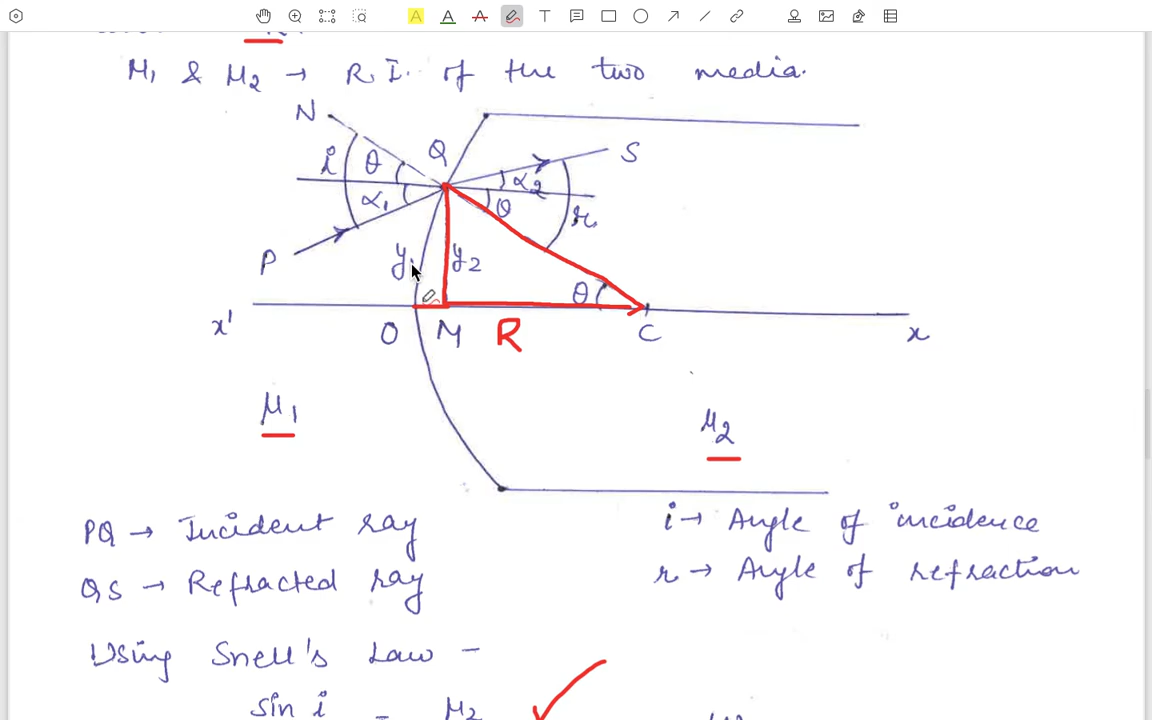 μ1 & μ2 → R.I. of the two media.
N
Q
S
i θ
α2
α1
θ
r
P
y1 y2
θ
x' O M R C x
μ1
μ2
PQ → Incident ray
i → Angle of incidence
QS → Refracted ray
r → Angle of refraction
Using Snell's Law –
sin i = μ2